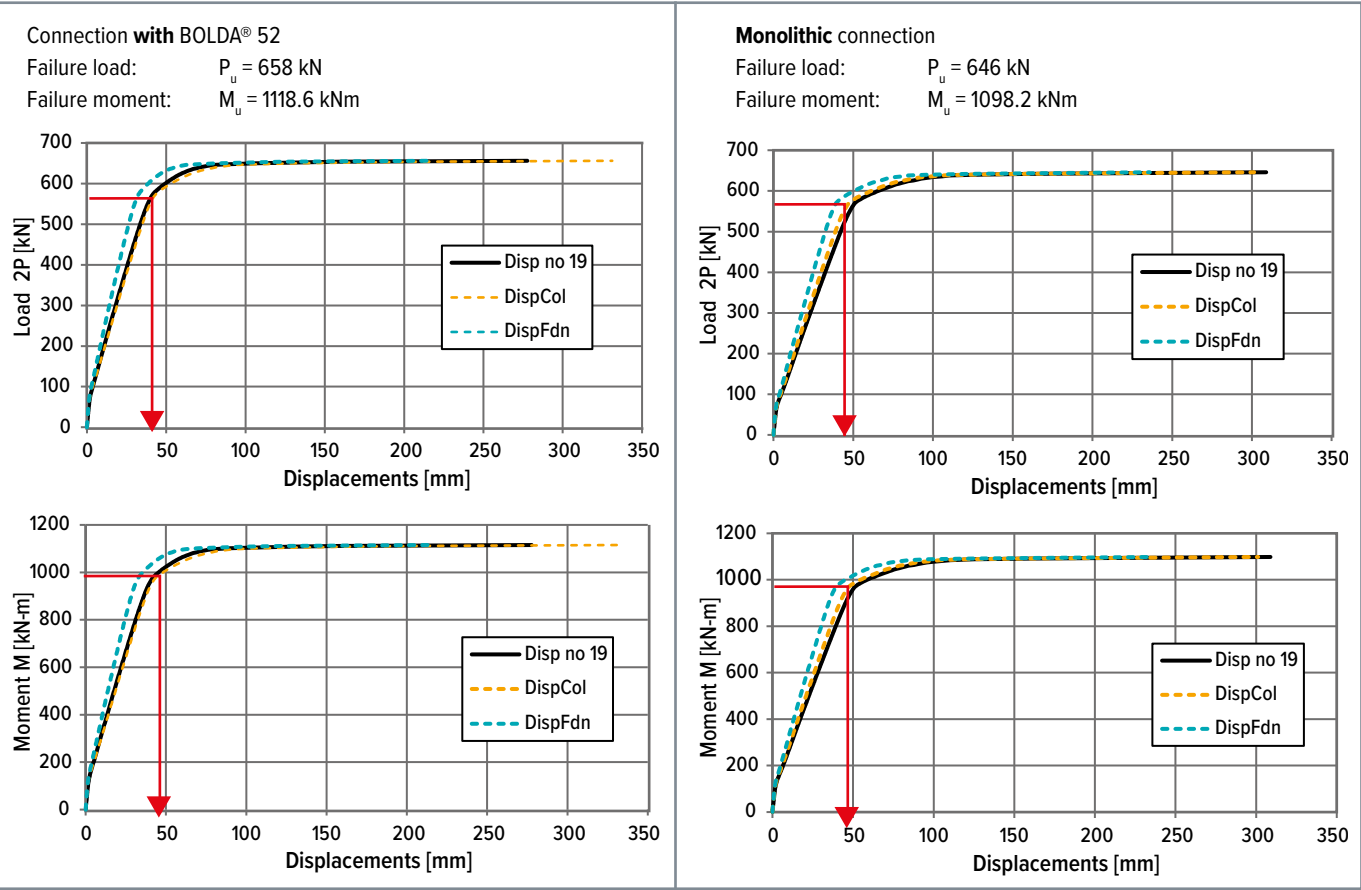 Connection with BOLDA® 52
Failure load: Pu = 658 kN
Failure moment: Mu = 1118.6 kNm
700
600
500
400
300
200
100
0
Load 2P [kN]
Disp no 19
DispCol
DispFdn
0 50 100 150 200 250 300 350
Displacements [mm]
1200
1000
800
600
400
200
0
Moment M [kN-m]
Disp no 19
DispCol
DispFdn
0 50 100 150 200 250 300 350
Displacements [mm]
Monolithic connection
Failure load: Pu = 646 kN
Failure moment: Mu = 1098.2 kNm
700
600
500
400
300
200
100
0
Load 2P [kN]
Disp no 19
DispCol
DispFdn
0 50 100 150 200 250 300 350
Displacements [mm]
1200
1000
800
600
400
200
0
Moment M [kN-m]
Disp no 19
DispCol
DispFdn
0 50 100 150 200 250 300 350
Displacements [mm]